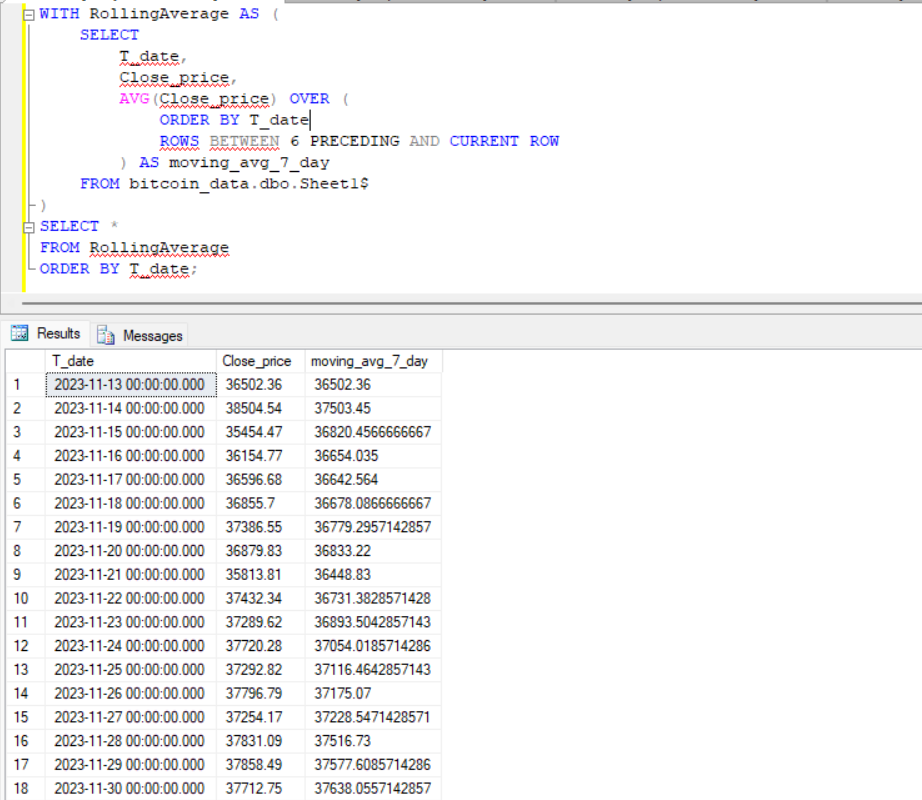 WITH RollingAverage AS (
SELECT
T_date,
Close_price,
AVG(Close_price) OVER (
ORDER BY T_date
ROWS BETWEEN 6 PRECEDING AND CURRENT ROW
) AS moving_avg_7_day
FROM bitcoin_data.dbo.Sheet1$
)
SELECT *
FROM RollingAverage
ORDER BY T_date;
Results Messages
T_date Close_price moving_avg_7_day
1 2023-11-13 00:00:00.000 36502.36 36502.36
2 2023-11-14 00:00:00.000 38504.54 37503.45
3 2023-11-15 00:00:00.000 35454.47 36820.4566666667
4 2023-11-16 00:00:00.000 36154.77 36654.035
5 2023-11-17 00:00:00.000 36596.68 36642.564
6 2023-11-18 00:00:00.000 36855.7 36678.0866666667
7 2023-11-19 00:00:00.000 37386.55 36779.2957142857
8 2023-11-20 00:00:00.000 36879.83 36833.22
9 2023-11-21 00:00:00.000 35813.81 36448.83
10 2023-11-22 00:00:00.000 37432.34 36731.3828571428
11 2023-11-23 00:00:00.000 37289.62 36893.5042857143
12 2023-11-24 00:00:00.000 37720.28 37054.0185714286
13 2023-11-25 00:00:00.000 37292.82 37116.4642857143
14 2023-11-26 00:00:00.000 37796.79 37175.07
15 2023-11-27 00:00:00.000 37254.17 37228.5471428571
16 2023-11-28 00:00:00.000 37831.09 37516.73
17 2023-11-29 00:00:00.000 37858.49 37577.6085714286
18 2023-11-30 00:00:00.000 37712.75 37638.0557142857